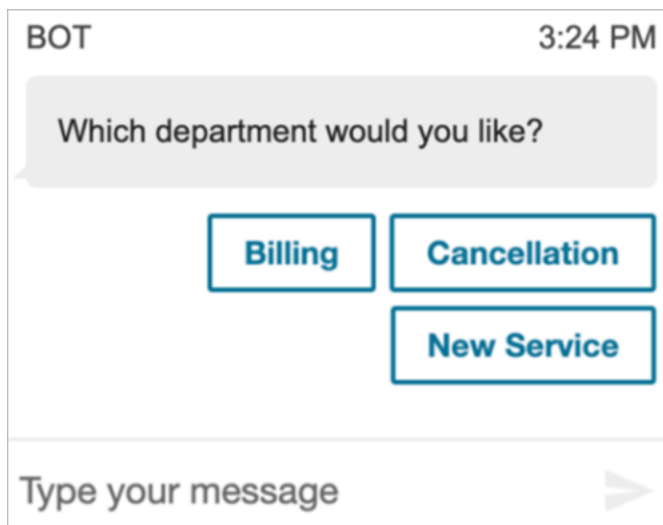 BOT 3:24 PM
Which department would you like?
Billing Cancellation
New Service
Type your message